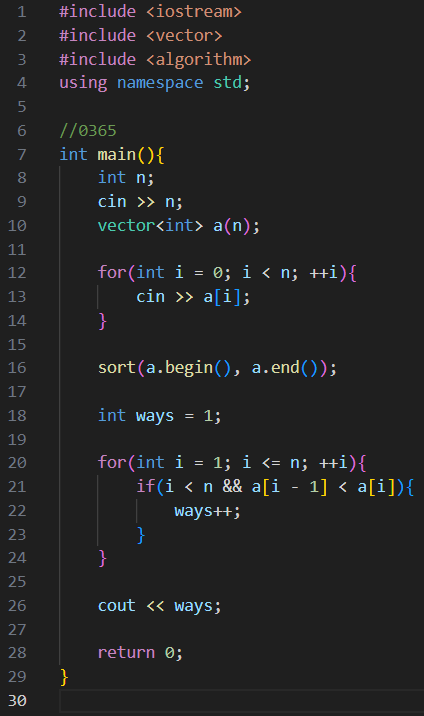 1 #include <iostream>
2 #include <vector>
3 #include <algorithm>
4 using namespace std;
5
6 //0365
7 int main(){
8 int n;
9 cin >> n;
10 vector<int> a(n);
11
12 for(int i = 0; i < n; ++i){
13 cin >> a[i];
14 }
15
16 sort(a.begin(), a.end());
17
18 int ways = 1;
19
20 for(int i = 1; i <= n; ++i){
21 if(i < n && a[i - 1] < a[i]){
22 ways++;
23 }
24 }
25
26 cout << ways;
27
28 return 0;
29 }
30